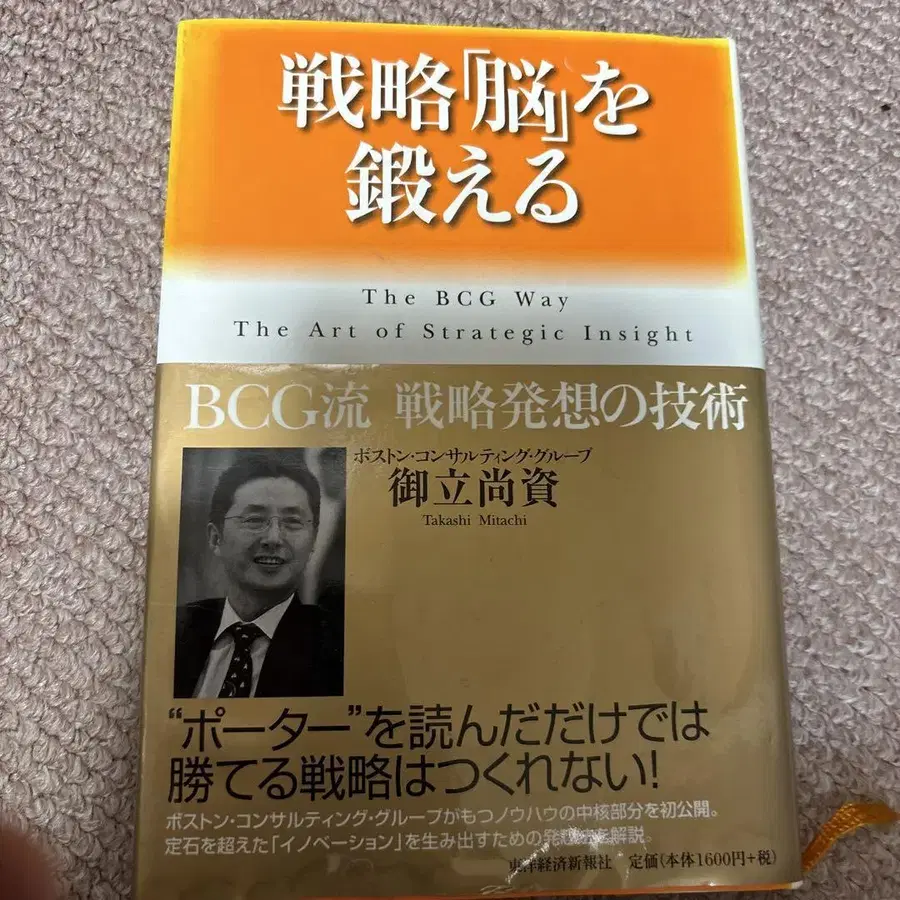 戦略「脳」を
鍛える
The BCG Way
The Art of Strategic Insight
BCG流 戦略発想の技術
ボストン・コンサルティング・グループ
御立尚資
Takashi Mitachi
“ポーター”を読んだだけでは
勝てる戦略はつくれない!
ボストン・コンサルティング・グループがもつノウハウの中核部分を初公開。
定石を超えた「イノベーション」を生み出すための発想法を解説。
東洋経済新報社 定価(本体1600円+税)